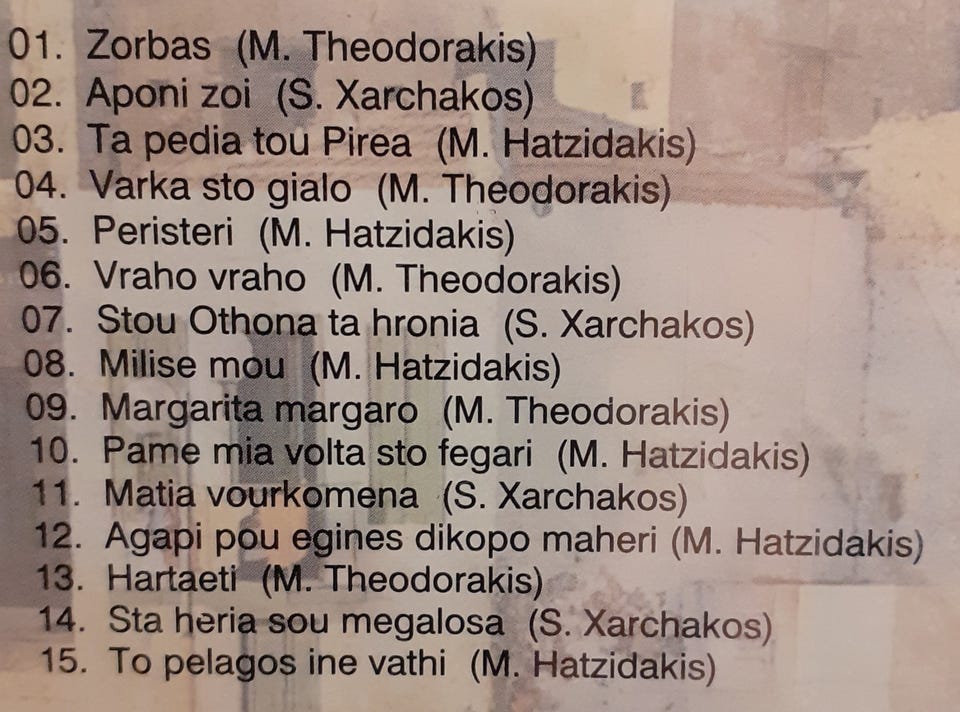 01. Zorbas (M. Theodorakis)
02. Aponi zoi (S. Xarchakos)
03. Ta pedia tou Pirea (M. Hatzidakis)
04. Varka sto gialo (M. Theodorakis)
05. Peristeri (M. Hatzidakis)
06. Vraho vraho (M. Theodorakis)
07. Stou Othona ta hronia (S. Xarchakos)
08. Milise mou (M. Hatzidakis)
09. Margarita margaro (M. Theodorakis)
10. Pame mia volta sto fegari (M. Hatzidakis)
11. Matia vourkomena (S. Xarchakos)
12. Agapi pou egines dikopo maheri (M. Hatzidakis)
13. Hartaeti (M. Theodorakis)
14. Sta heria sou megalosa (S. Xarchakos)
15. To pelagos ine vathi (M. Hatzidakis)